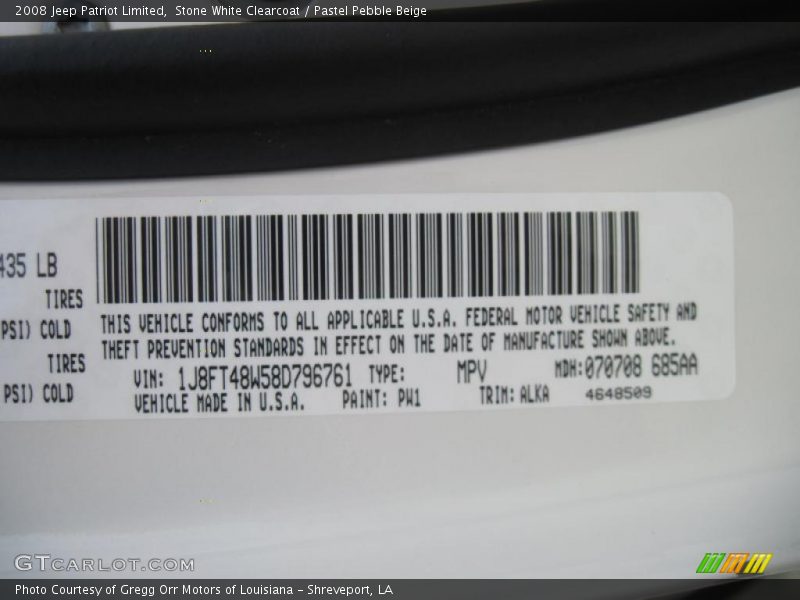 2008 Jeep Patriot Limited,  Stone White Clearcoat / Pastel Pebble Beige
435 LB
TIRES
PSI) COLD
TIRES
PSI) COLD
THIS VEHICLE CONFORMS TO ALL APPLICABLE U.S.A. FEDERAL MOTOR VEHICLE SAFETY AND
THEFT PREVENTION STANDARDS IN EFFECT ON THE DATE OF MANUFACTURE SHOWN ABOVE.
VIN: 1J8FT48W58D796761 TYPE: MPV MDH:070708 685AA
VEHICLE MADE IN U.S.A. PAINT: PW1 TRIM: ALKA 4648509
GTCARLOT.COM
Photo Courtesy of Gregg Orr Motors of Louisiana – Shreveport, LA